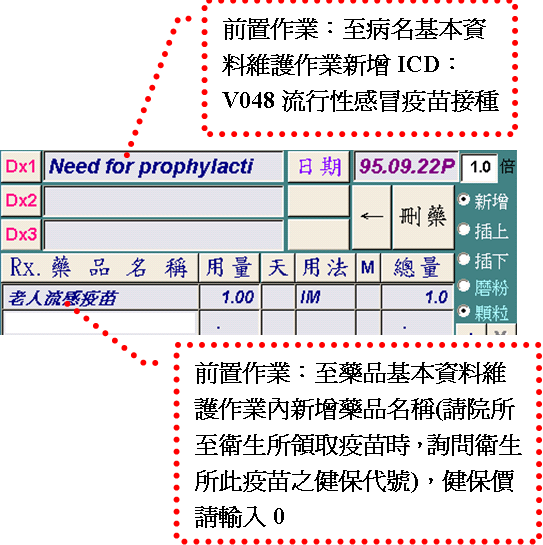 前置作業：至病名基本資
料維護作業新增 ICD：
V048 流行性感冒疫苗接種
Dx1 Need for prophylacti 日期 95.09.22P 1.0 倍
Dx2 ← 刪藥 新增
Dx3 插上
Rx. 藥品名稱 用量 天 用法 M 總量 插下
磨粉
老人流感疫苗 1.00 IM 1.0 顆粒
前置作業：至藥品基本資料維
護作業內新增藥品名稱(請院所
至衛生所領取疫苗時，詢問衛生
所此疫苗之健保代號)，健保價
請輸入 0